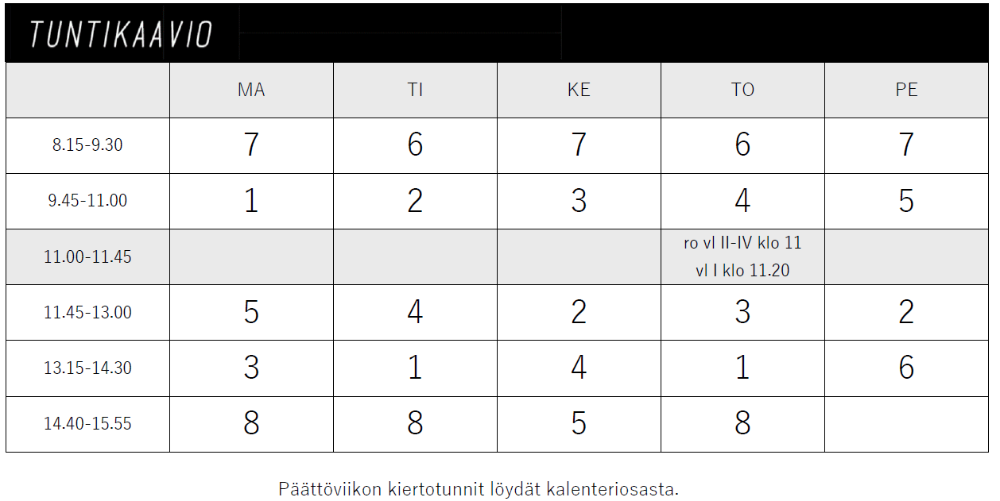 TUNTIKAAVIO
MA TI KE TO PE
8.15-9.30 7 6 7 6 7
9.45-11.00 1 2 3 4 5
11.00-11.45 ro vl II-IV klo 11
vl I klo 11.20
11.45-13.00 5 4 2 3 2
13.15-14.30 3 1 4 1 6
14.40-15.55 8 8 5 8
Päättöviikon kiertotunnit löydät kalenteriosasta.